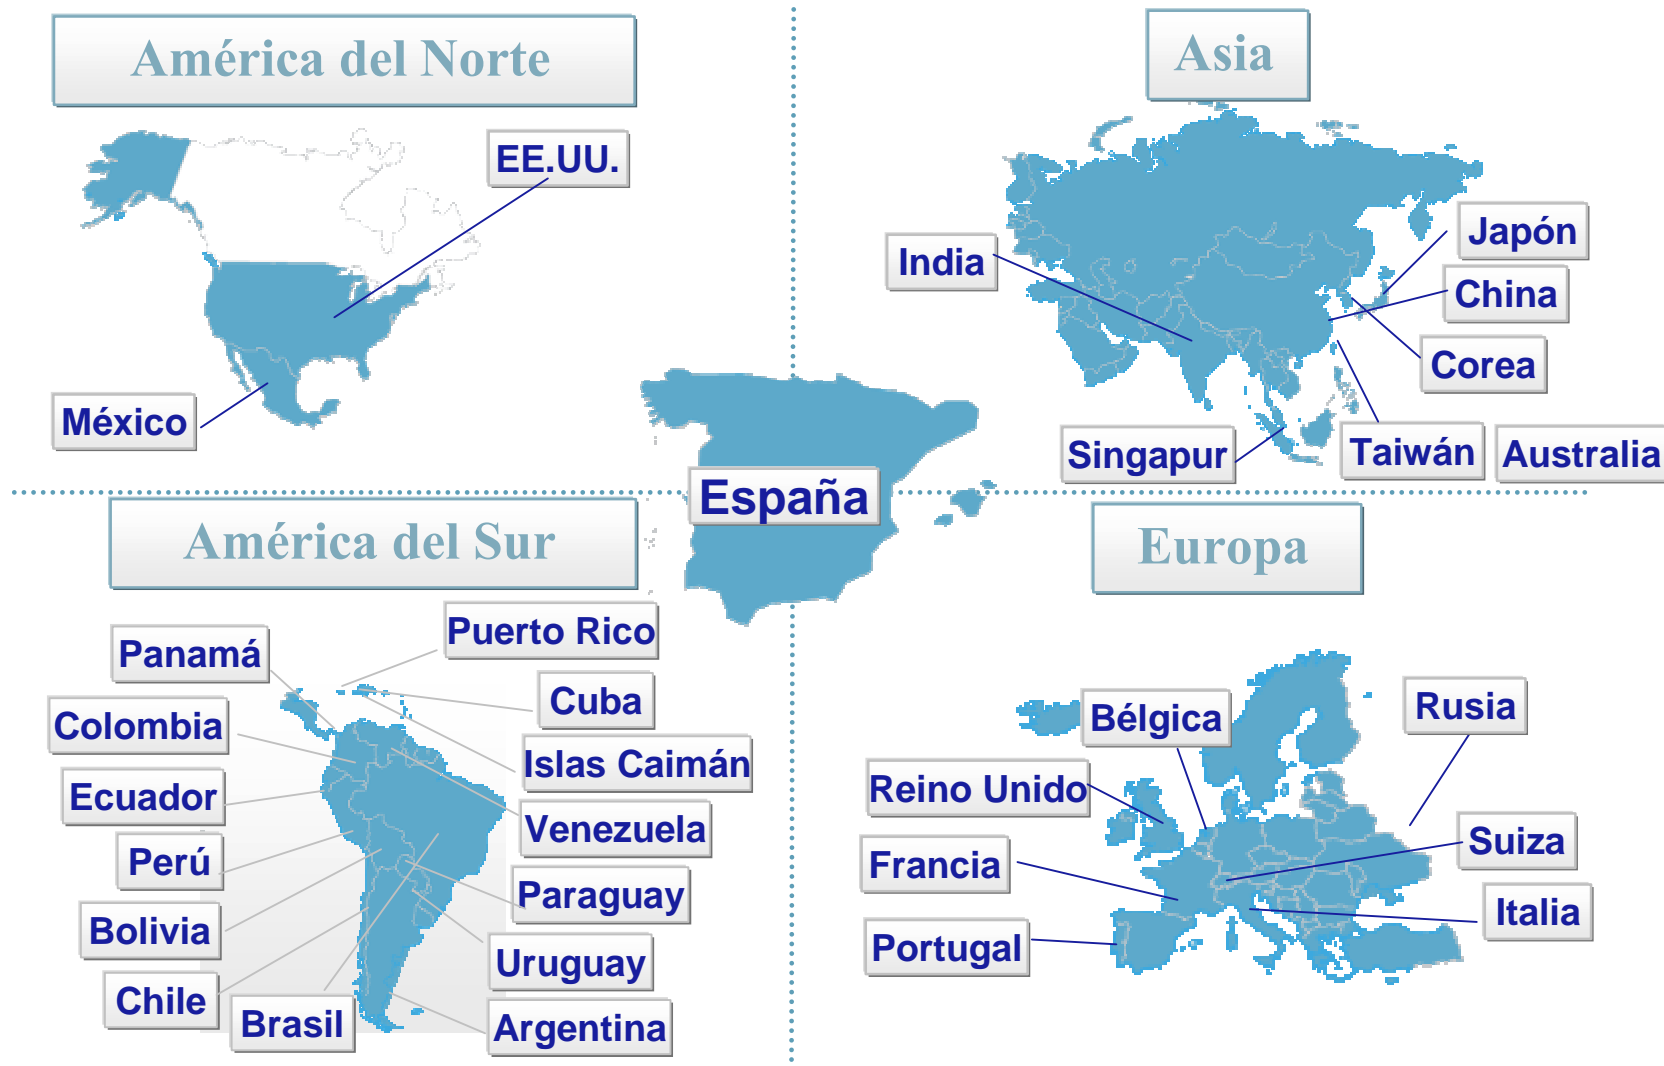 América del Norte
EE.UU.
México
Asia
India
Japón
China
Corea
Singapur
Taiwán
Australia
España
América del Sur
Puerto Rico
Panamá
Cuba
Colombia
Islas Caimán
Ecuador
Venezuela
Perú
Paraguay
Bolivia
Uruguay
Chile
Brasil
Argentina
Europa
Bélgica
Rusia
Reino Unido
Suiza
Francia
Italia
Portugal